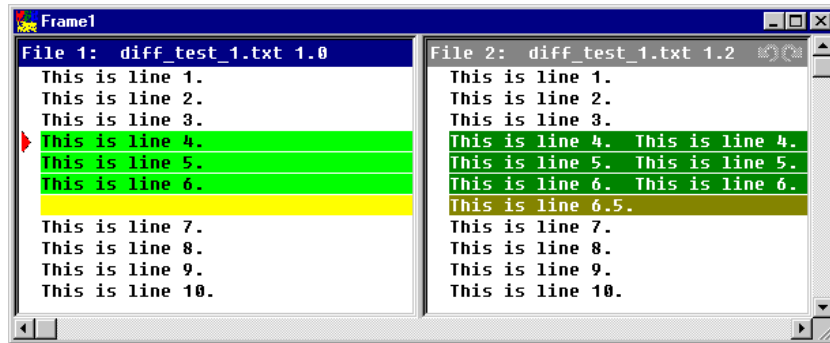 Frame1
File 1: diff_test_1.txt 1.0
This is line 1.
This is line 2.
This is line 3.
This is line 4.
This is line 5.
This is line 6.
This is line 7.
This is line 8.
This is line 9.
This is line 10.
File 2: diff_test_1.txt 1.2
This is line 1.
This is line 2.
This is line 3.
This is line 4. This is line 4.
This is line 5. This is line 5.
This is line 6. This is line 6.
This is line 6.5.
This is line 7.
This is line 8.
This is line 9.
This is line 10.